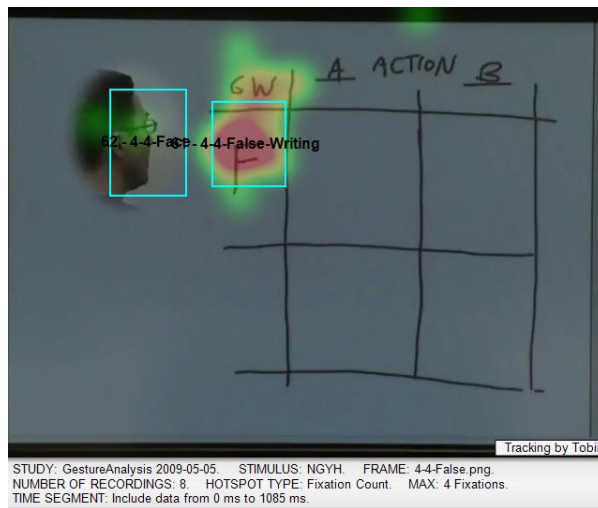 GW A ACTION B
62 - 4-4-Face
61 - 4-4-False-Writing
F
Tracking by Tobii
STUDY: GestureAnalysis 2009-05-05. STIMULUS: NGYH. FRAME: 4-4-False.png.
NUMBER OF RECORDINGS: 8. HOTSPOT TYPE: Fixation Count. MAX: 4 Fixations.
TIME SEGMENT: Include data from 0 ms to 1085 ms.